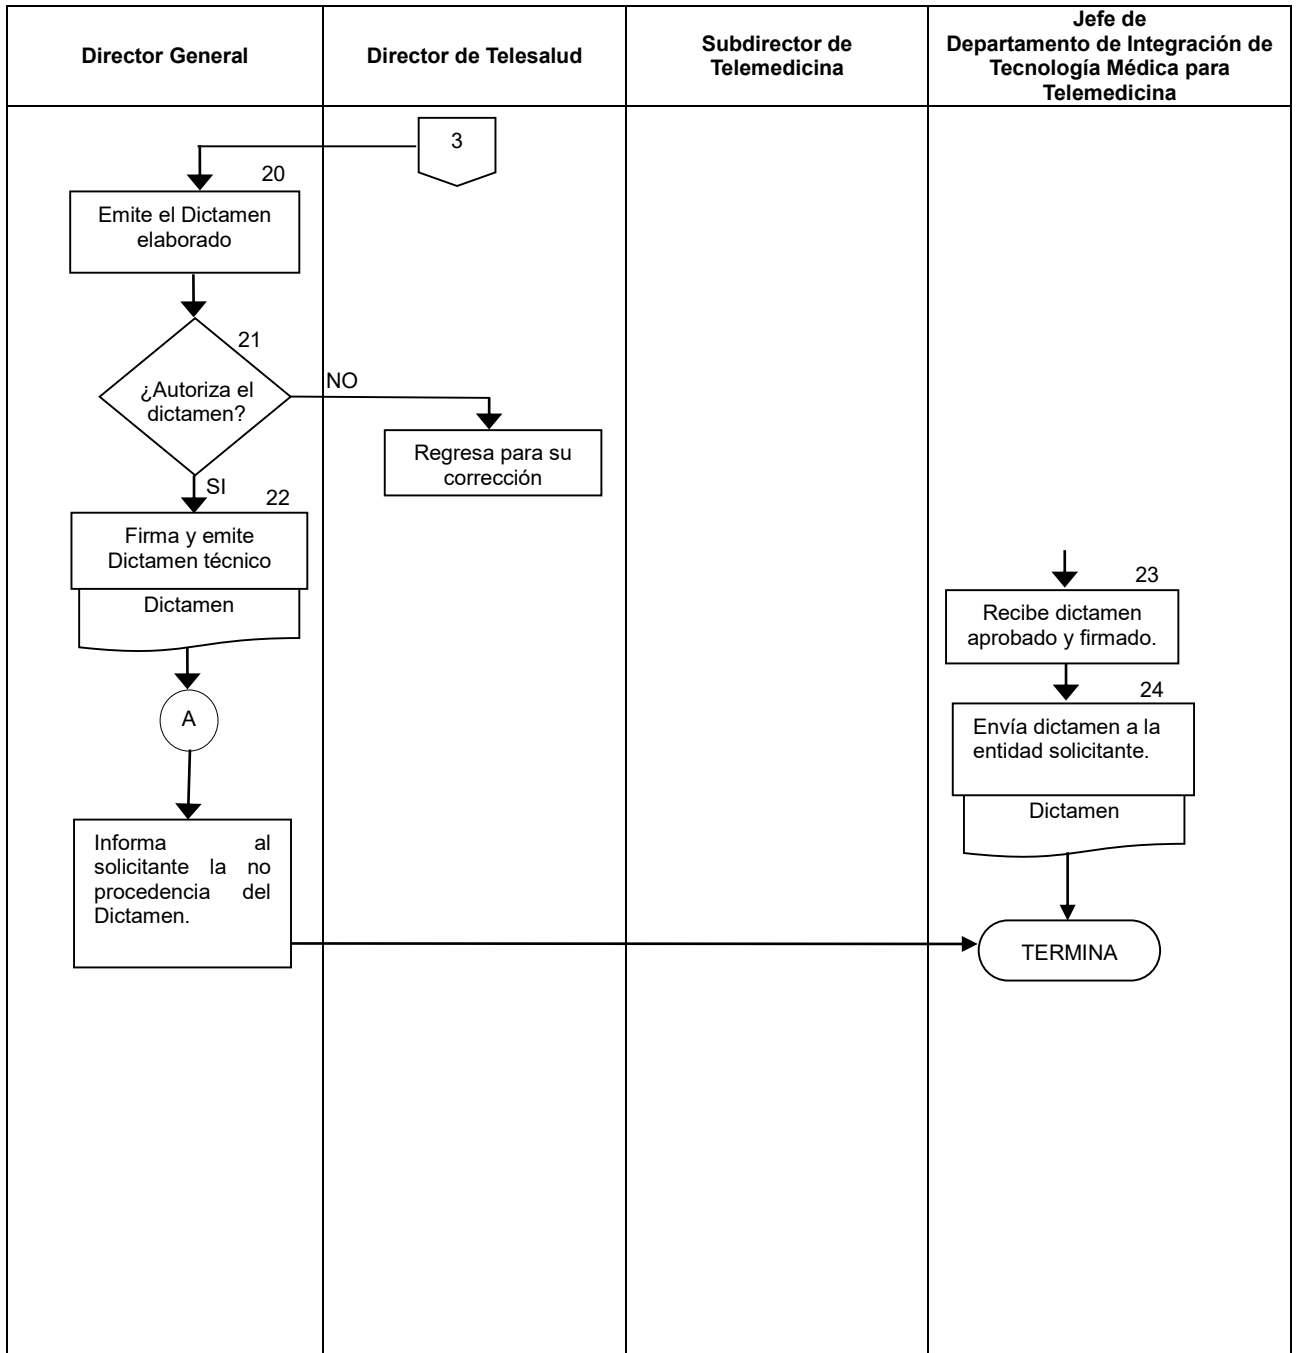 Director General
Director de Telesalud
Subdirector de
Telemedicina
Jefe de
Departamento de Integración de
Tecnología Médica para
Telemedicina
3
20
Emite el Dictamen
elaborado
21
¿Autoriza el
dictamen?
NO
Regresa para su
corrección
SI
22
Firma y emite
Dictamen técnico
Dictamen
A
Informa al
solicitante la no
procedencia del
Dictamen.
23
Recibe dictamen
aprobado y firmado.
24
Envía dictamen a la
entidad solicitante.
Dictamen
TERMINA